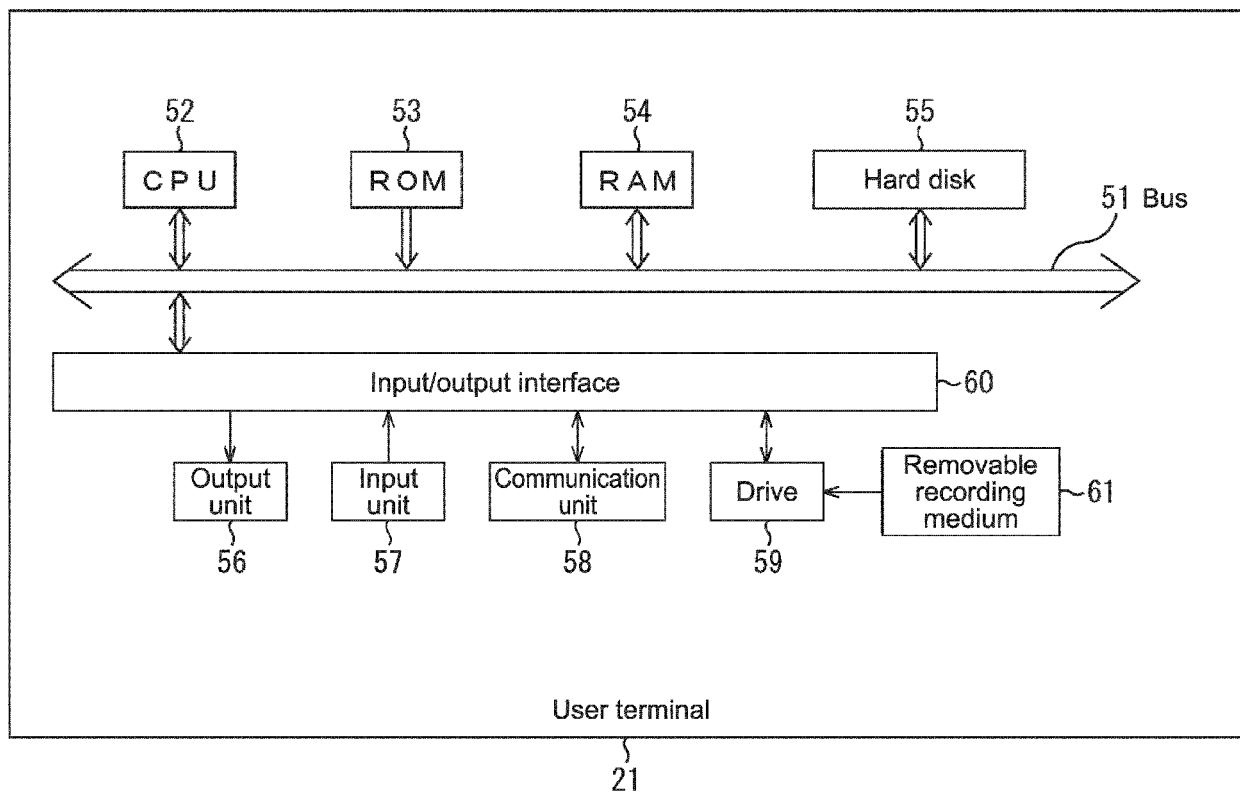 52
53
54
55
CPU
ROM
RAM
Hard disk
51 Bus
Input/output interface
60
Output
unit
Input
unit
Communication
unit
Drive
Removable
recording
medium
61
56
57
58
59
User terminal
21